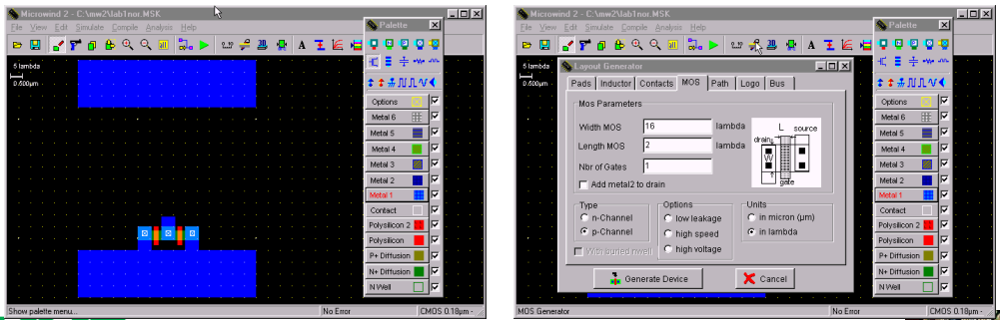 Microwind 2 - C:\mw2\lab1nor.MSK
File View Edit Simulate Compile Analysis Help
5 lambda
0.600µm
Palette
Options
Metal 6
Metal 5
Metal 4
Metal 3
Metal 2
Metal 1
Contact
Polysilicon 2
Polysilicon
P+ Diffusion
N+ Diffusion
N Well
Show palette menu...
No Error
CMOS 0.18µm -
Microwind 2 - C:\mw2\lab1nor.MSK
File View Edit Simulate Compile Analysis Help
5 lambda
0.600µm
Layout Generator
Pads Inductor Contacts MOS Path Logo Bus
Mos Parameters
Width MOS 16 lambda
Length MOS 2 lambda
Nbr of Gates 1
Add metal2 to drain
L source
drain
W
gate
Type
n-Channel
p-Channel
With buried nwell
Options
low leakage
high speed
high voltage
Units
in micron (µm)
in lambda
Generate Device
Cancel
Palette
Options
Metal 6
Metal 5
Metal 4
Metal 3
Metal 2
Metal 1
Contact
Polysilicon 2
Polysilicon
P+ Diffusion
N+ Diffusion
N Well
MOS Generator
No Error
CMOS 0.18µm -